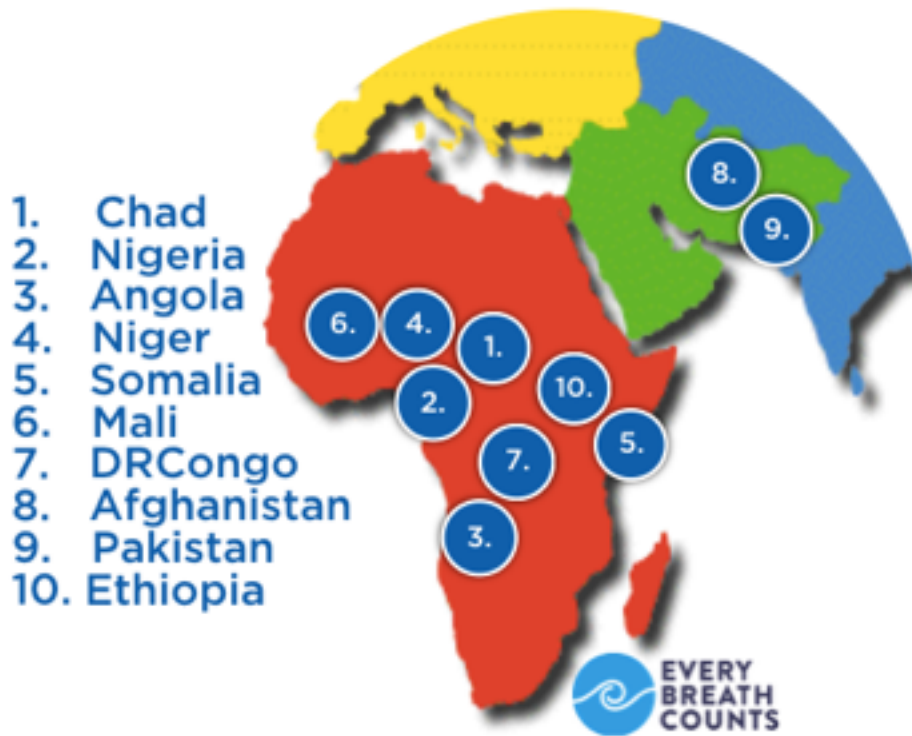 1. Chad
2. Nigeria
3. Angola
4. Niger
5. Somalia
6. Mali
7. DRCongo
8. Afghanistan
9. Pakistan
10. Ethiopia
8.
9.
6.
4.
1.
2.
10.
5.
7.
3.
EVERY
BREATH
COUNTS